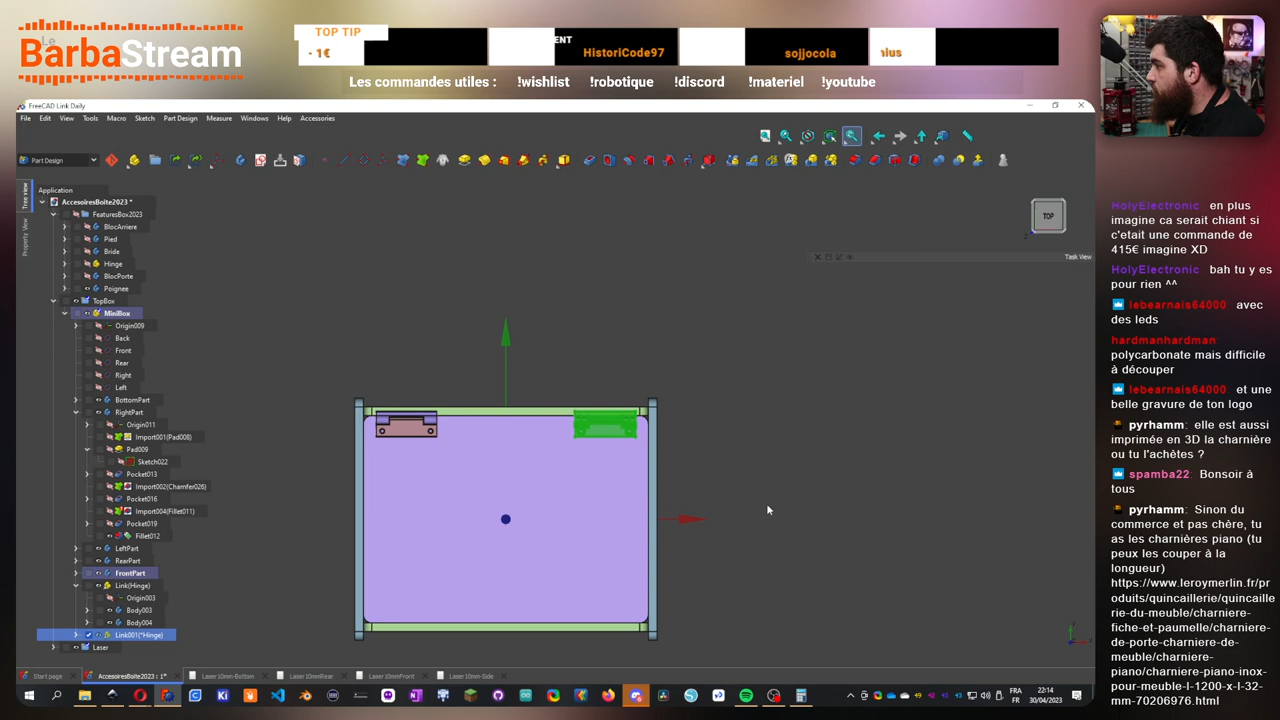 Le
BarbaStream
TOP TIP
- 1€
ENT
HistoriCode97
sojjocola
nius
Les commandes utiles : !wishlist !robotique !discord !materiel !youtube
FreeCAD Link Daily
File Edit View Tools Macro Sketch Part Design Measure Windows Help Accessories
Part Design
Tree view
Property View
Application
AccesoiresBoite2023 *
FeaturesBox2023
BlocArriere
Pied
Bride
Hinge
BlocPorte
Poignee
TopBox
MiniBox
Origin009
Back
Front
Rear
Right
Left
BottomPart
RightPart
Origin011
Import001(Pad008)
Pad009
Sketch022
Pocket013
Import002(Chamfer026)
Pocket016
Import004(Fillet011)
Pocket019
Fillet012
LeftPart
RearPart
FrontPart
Link(Hinge)
Origin003
Body003
Body004
Link001(*Hinge)
Laser
TOP
Task View
Start page
AccesoiresBoite2023 : 1*
Laser10mm-Bottom
Laser10mmRear
Laser10mmFront
Laser10mm-Side
FRA
FR
22:14
30/04/2023
HolyElectronic en plus
imagine ca serait chiant si
c'etait une commande de
415€ imagine XD
HolyElectronic bah tu y es
pour rien ^^
lebearnais64000 avec
des leds
hardmanhardman
polycarbonate mais difficile
à découper
lebearnais64000 et une
belle gravure de ton logo
pyrhamm: elle est aussi
imprimée en 3D la charnière
ou tu l'achètes ?
spamba22: Bonsoir à
tous
pyrhamm: Sinon du
commerce et pas chère, tu
as les charnières piano (tu
peux les couper à la
longueur)
https://www.leroymerlin.fr/pr
oduits/quincaillerie/quincaille
rie-du-meuble/charniere-
fiche-et-paumelle/charniere-
de-porte-charniere-de-
meuble/charniere-
piano/charniere-piano-inox-
pour-meuble-l-1200-x-l-32-
mm-70206976.html